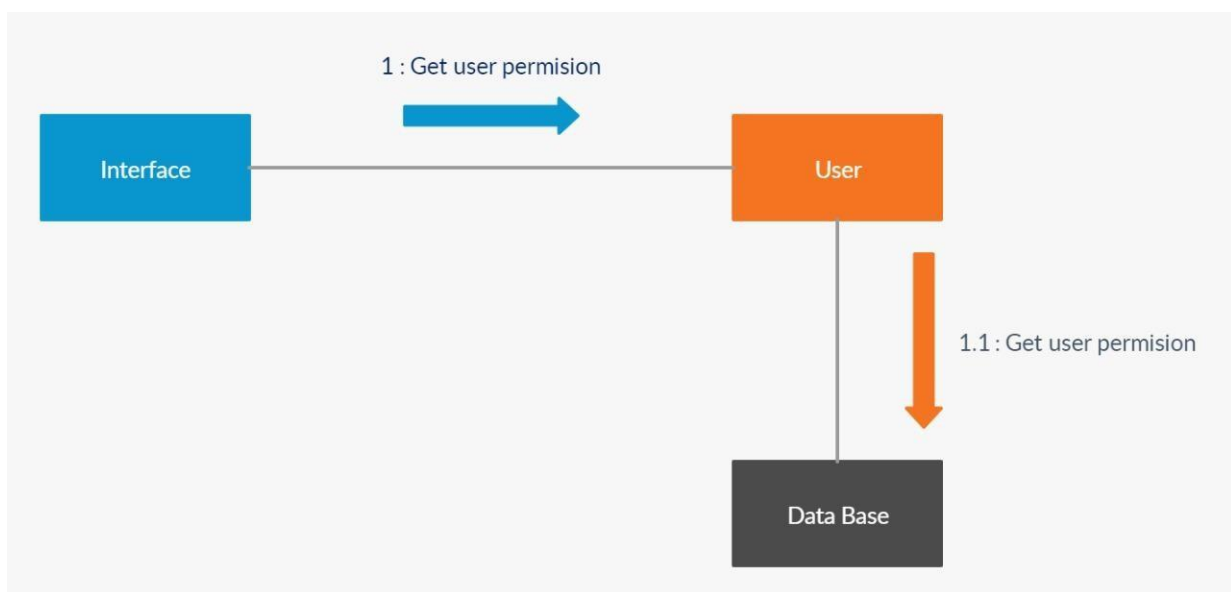 1 : Get user permision
Interface
User
1.1 : Get user permision
Data Base